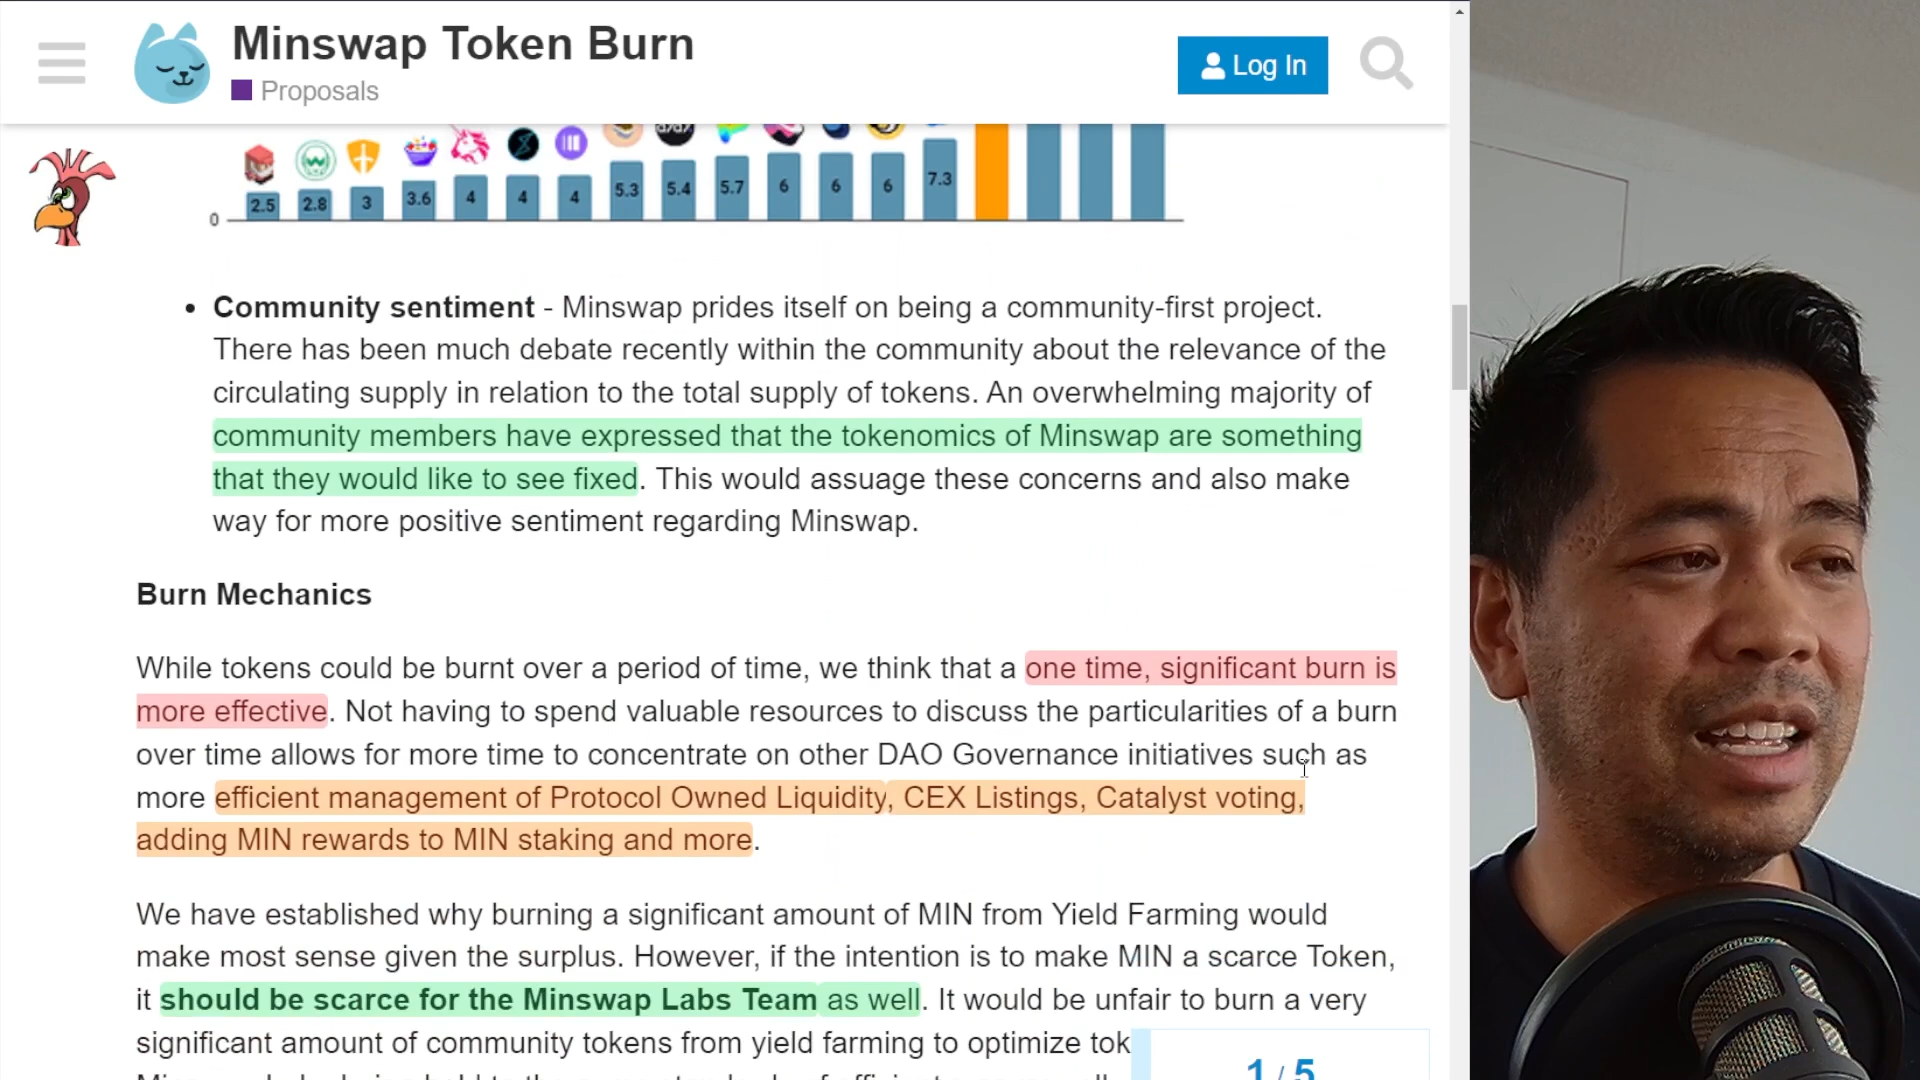 Minswap Token Burn
Proposals
Log In
0
2.5 2.8 3 3.6 4 4 4 5.3 5.4 5.7 6 6 6 7.3
• Community sentiment - Minswap prides itself on being a community-first project.
There has been much debate recently within the community about the relevance of the
circulating supply in relation to the total supply of tokens. An overwhelming majority of
community members have expressed that the tokenomics of Minswap are something
that they would like to see fixed. This would assuage these concerns and also make
way for more positive sentiment regarding Minswap.
Burn Mechanics
While tokens could be burnt over a period of time, we think that a one time, significant burn is
more effective. Not having to spend valuable resources to discuss the particularities of a burn
over time allows for more time to concentrate on other DAO Governance initiatives such as
more efficient management of Protocol Owned Liquidity, CEX Listings, Catalyst voting,
adding MIN rewards to MIN staking and more.
We have established why burning a significant amount of MIN from Yield Farming would
make most sense given the surplus. However, if the intention is to make MIN a scarce Token,
it should be scarce for the Minswap Labs Team as well. It would be unfair to burn a very
significant amount of community tokens from yield farming to optimize tok
1 / 5